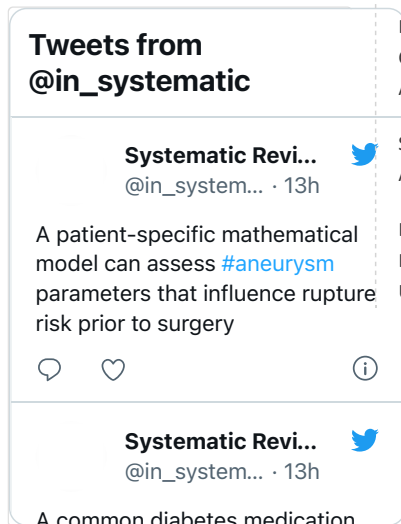 Tweets from
@in_systematic
Systematic Revi...
@in_system... · 13h
A patient-specific mathematical
model can assess #aneurysm
parameters that influence rupture
risk prior to surgery
Systematic Revi...
@in_system... · 13h
A common diabetes medication